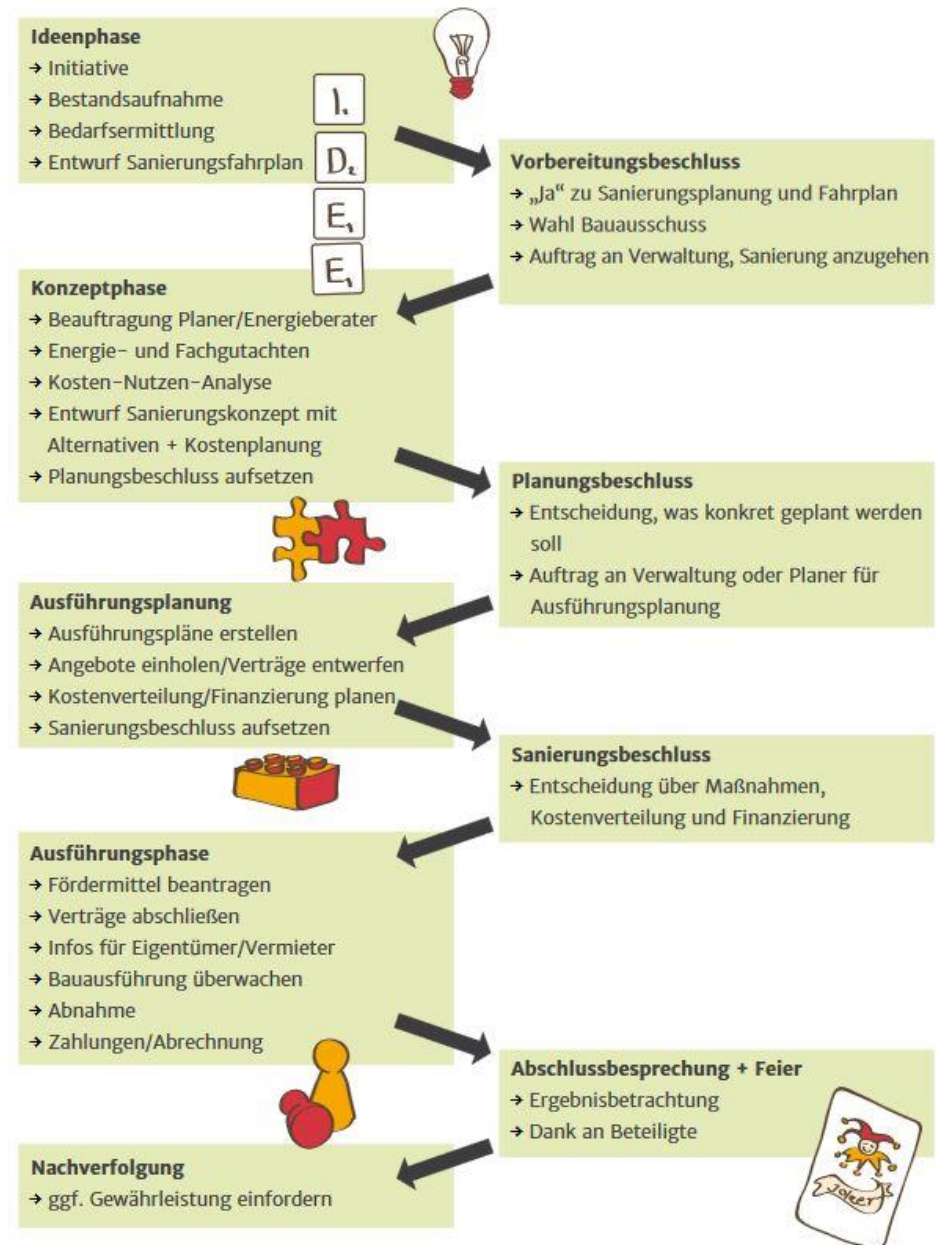 Ideenphase
→ Initiative
→ Bestandsaufnahme
→ Bedarfsermittlung
→ Entwurf Sanierungsfahrplan
I.
D.
E,
E,
Vorbereitungsbeschluss
→ „Ja“ zu Sanierungsplanung und Fahrplan
→ Wahl Bauausschuss
→ Auftrag an Verwaltung, Sanierung anzugehen
Konzeptphase
→ Beauftragung Planer/Energieberater
→ Energie- und Fachgutachten
→ Kosten-Nutzen-Analyse
→ Entwurf Sanierungskonzept mit
Alternativen + Kostenplanung
→ Planungsbeschluss aufsetzen
Planungsbeschluss
→ Entscheidung, was konkret geplant werden
soll
→ Auftrag an Verwaltung oder Planer für
Ausführungsplanung
Ausführungsplanung
→ Ausführungspläne erstellen
→ Angebote einholen/Verträge entwerfen
→ Kostenverteilung/Finanzierung planen
→ Sanierungsbeschluss aufsetzen
Sanierungsbeschluss
→ Entscheidung über Maßnahmen,
Kostenverteilung und Finanzierung
Ausführungsphase
→ Fördermittel beantragen
→ Verträge abschließen
→ Infos für Eigentümer/Vermieter
→ Bauausführung überwachen
→ Abnahme
→ Zahlungen/Abrechnung
Abschlussbesprechung + Feier
→ Ergebnisbetrachtung
→ Dank an Beteiligte
Joker
Nachverfolgung
→ ggf. Gewährleistung einfordern